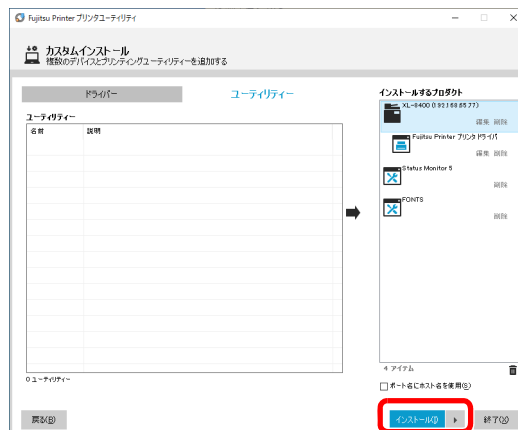 Fujitsu Printer プリンタユーティリティ
カスタムインストール
複数のデバイスとプリンティングユーティリティーを追加する
ドライバー
ユーティリティー
ユーティリティー
名前 説明
0 ユーティリティー
インストールするプロダクト
XL-9400 (192.168.65.77)
編集 削除
Fujitsu Printer プリンタ ドライバ
編集 削除
Status Monitor 5
削除
FONTS
削除
4 アイテム
ポート名にホスト名を使用(S)
戻る(B)
インストール(I)
終了(X)